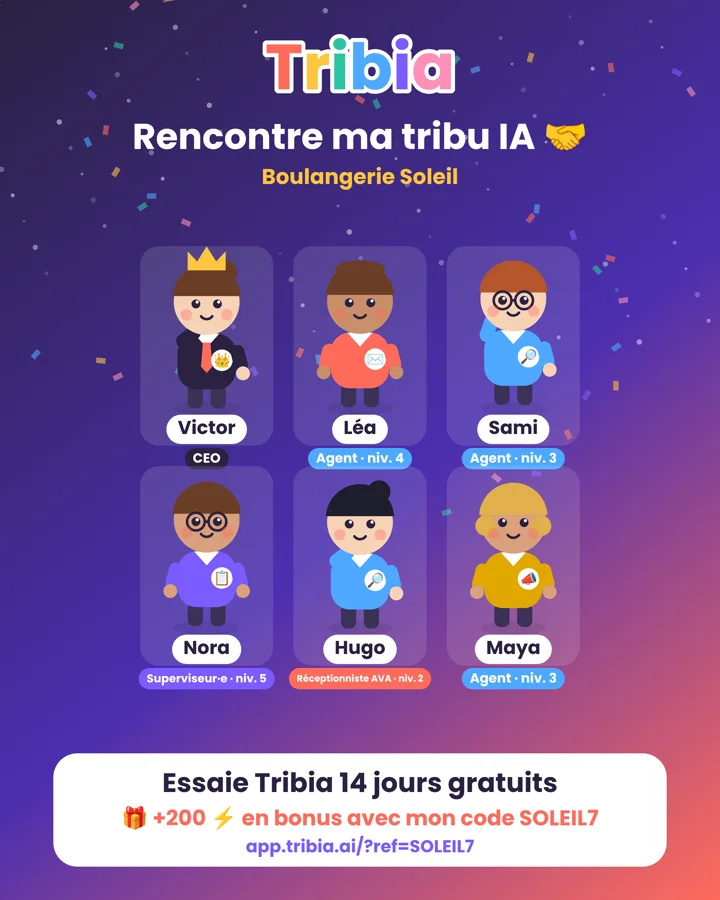 Tribia
Rencontre ma tribu IA 🤝
Boulangerie Soleil
Victor
CEO
Léa
Agent · niv. 4
Sami
Agent · niv. 3
Nora
Superviseur·e · niv. 5
Hugo
Réceptionniste AVA · niv. 2
Maya
Agent · niv. 3
Essaie Tribia 14 jours gratuits
🎁 +200 ⚡ en bonus avec mon code SOLEIL7
app.tribia.ai/?ref=SOLEIL7